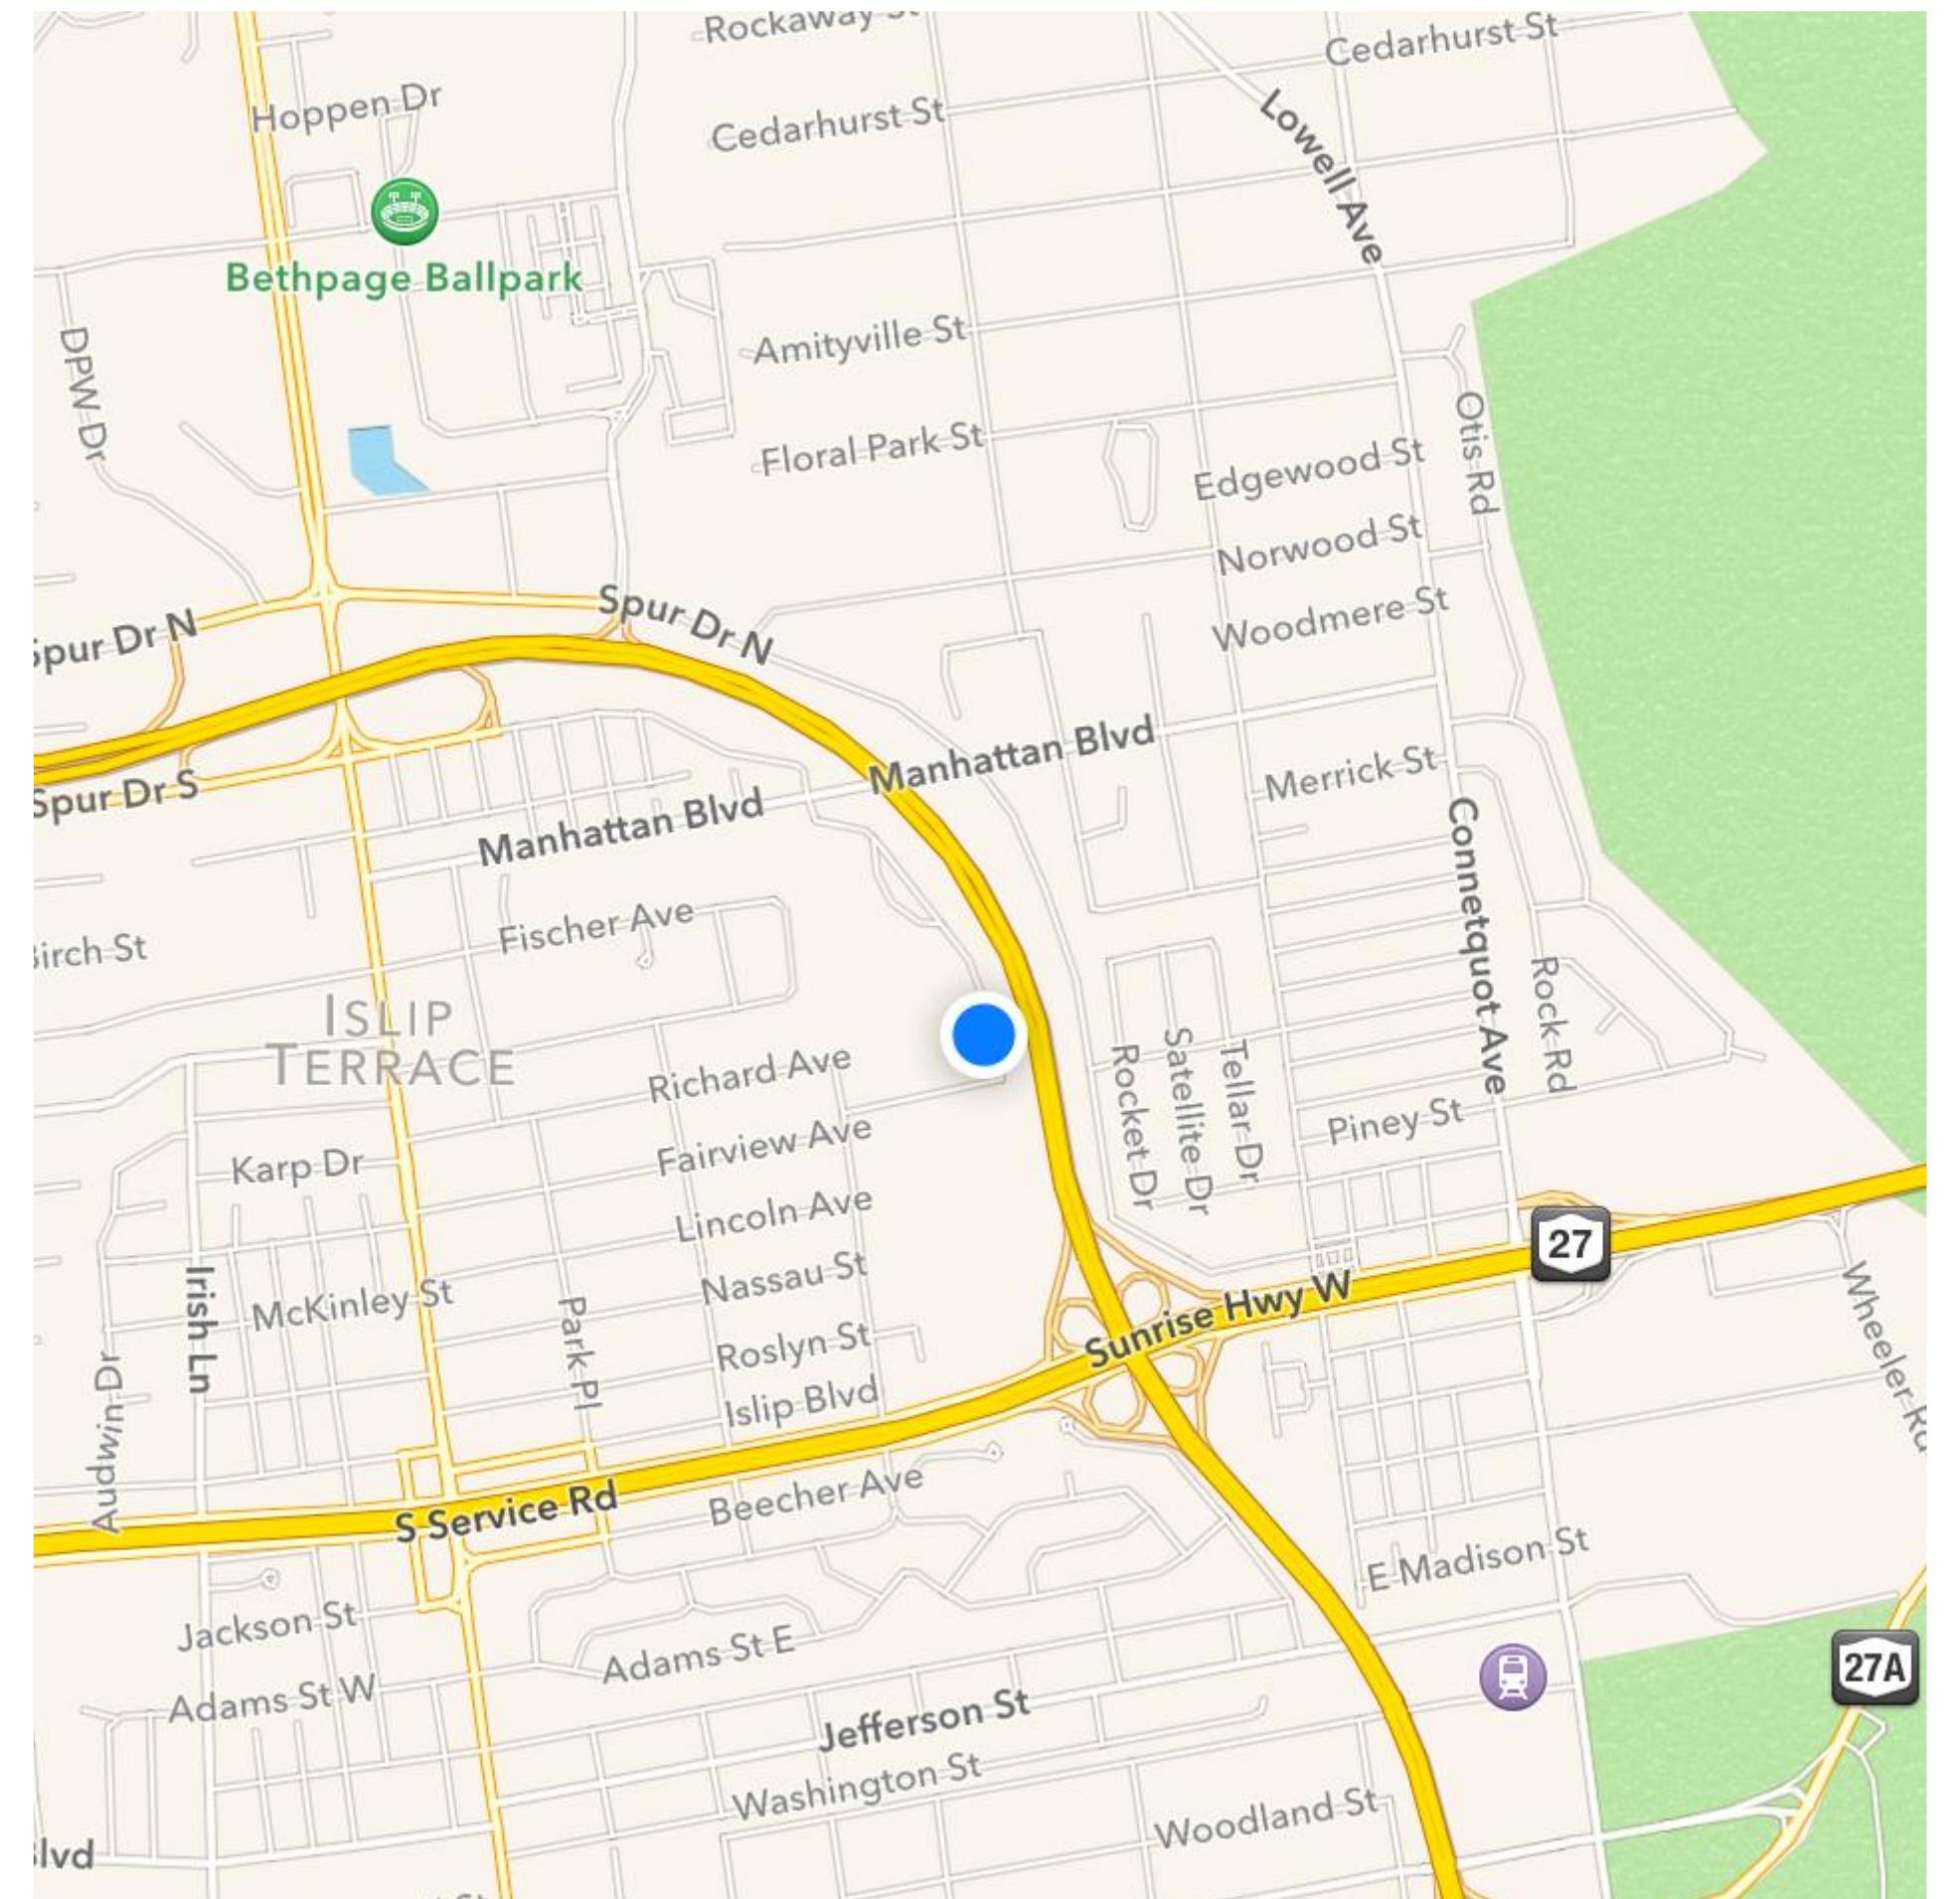 Rockaway St
Cedarhurst St
Hoppen Dr
Cedarhurst St
Lowell Ave
Bethpage Ballpark
DPW Dr
Amityville St
Otis Rd
Floral Park St
Edgewood St
Norwood St
Spur Dr N
Spur Dr N
Woodmere St
Manhattan Blvd
Merrick St
Spur Dr S
Manhattan Blvd
Connetquot Ave
Fischer Ave
Birch St
Rock Rd
ISLIP
TERRACE
Richard Ave
Rocket Dr
Satellite Dr
Tellar Dr
Piney St
Fairview Ave
Karp Dr
Lincoln Ave
27
Nassau St
Irish Ln
McKinley St
Park Pl
Sunrise Hwy W
Wheeler Rd
Roslyn St
Audwin Dr
Islip Blvd
S Service Rd
Beecher Ave
E Madison St
Jackson St
Adams St E
27A
Adams St W
Jefferson St
Washington St
Woodland St
lvd